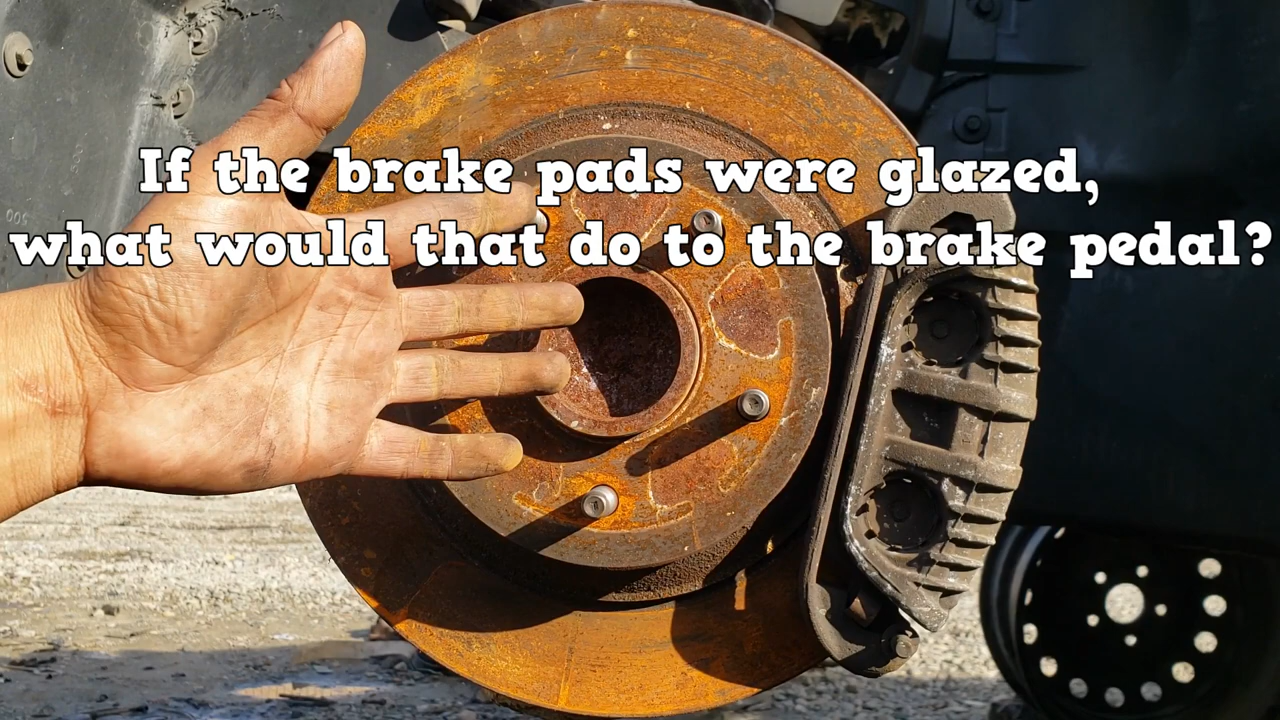 If the brake pads were glazed,
what would that do to the brake pedal?